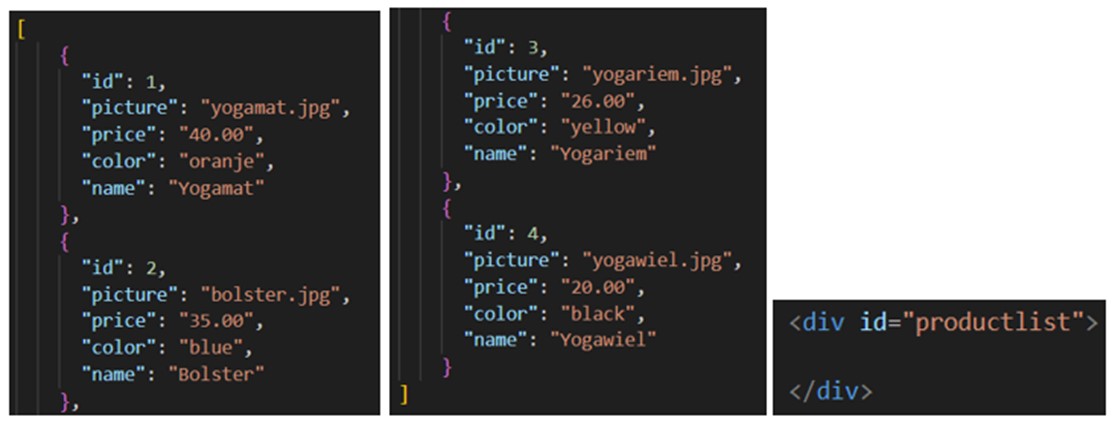 [
{
"id": 1,
"picture": "yogamat.jpg",
"price": "40.00",
"color": "oranje",
"name": "Yogamat"
},
{
"id": 2,
"picture": "bolster.jpg",
"price": "35.00",
"color": "blue",
"name": "Bolster"
},
{
"id": 3,
"picture": "yogariem.jpg",
"price": "26.00",
"color": "yellow",
"name": "Yogariem"
},
{
"id": 4,
"picture": "yogawiel.jpg",
"price": "20.00",
"color": "black",
"name": "Yogawiel"
}
]
<div id="productlist">
</div>